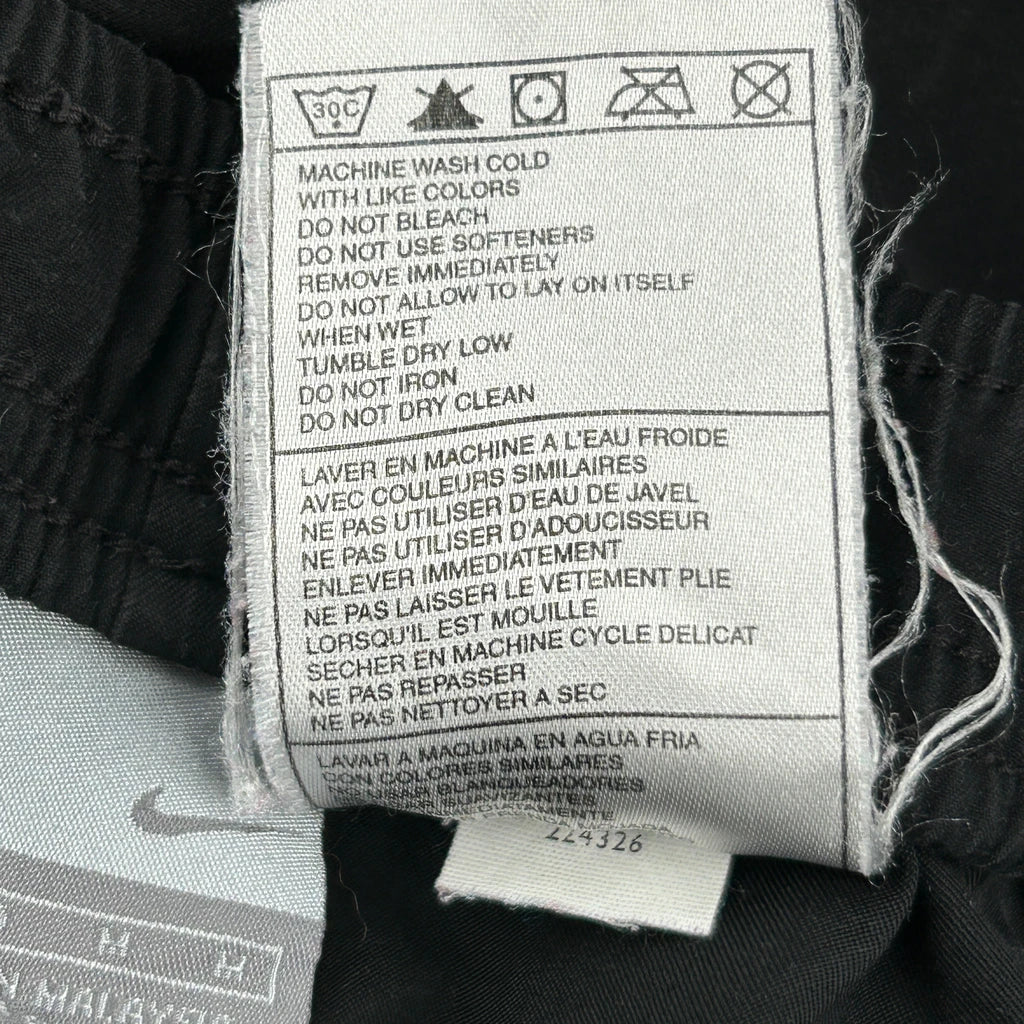 30C
MACHINE WASH COLD
WITH LIKE COLORS
DO NOT BLEACH
DO NOT USE SOFTENERS
REMOVE IMMEDIATELY
DO NOT ALLOW TO LAY ON ITSELF
WHEN WET
TUMBLE DRY LOW
DO NOT IRON
DO NOT DRY CLEAN
LAVER EN MACHINE A L'EAU FROIDE
AVEC COULEURS SIMILAIRES
NE PAS UTILISER D'EAU DE JAVEL
NE PAS UTILISER D'ADOUCISSEUR
ENLEVER IMMEDIATEMENT
NE PAS LAISSER LE VETEMENT PLIE
LORSQU'IL EST MOUILLE
SECHER EN MACHINE CYCLE DELICAT
NE PAS REPASSER
NE PAS NETTOYER A SEC
LAVAR A MAQUINA EN AGUA FRIA
CON COLORES SIMILARES
NO USAR BLANQUEADORES
SUAVIZANTES
224326
M M